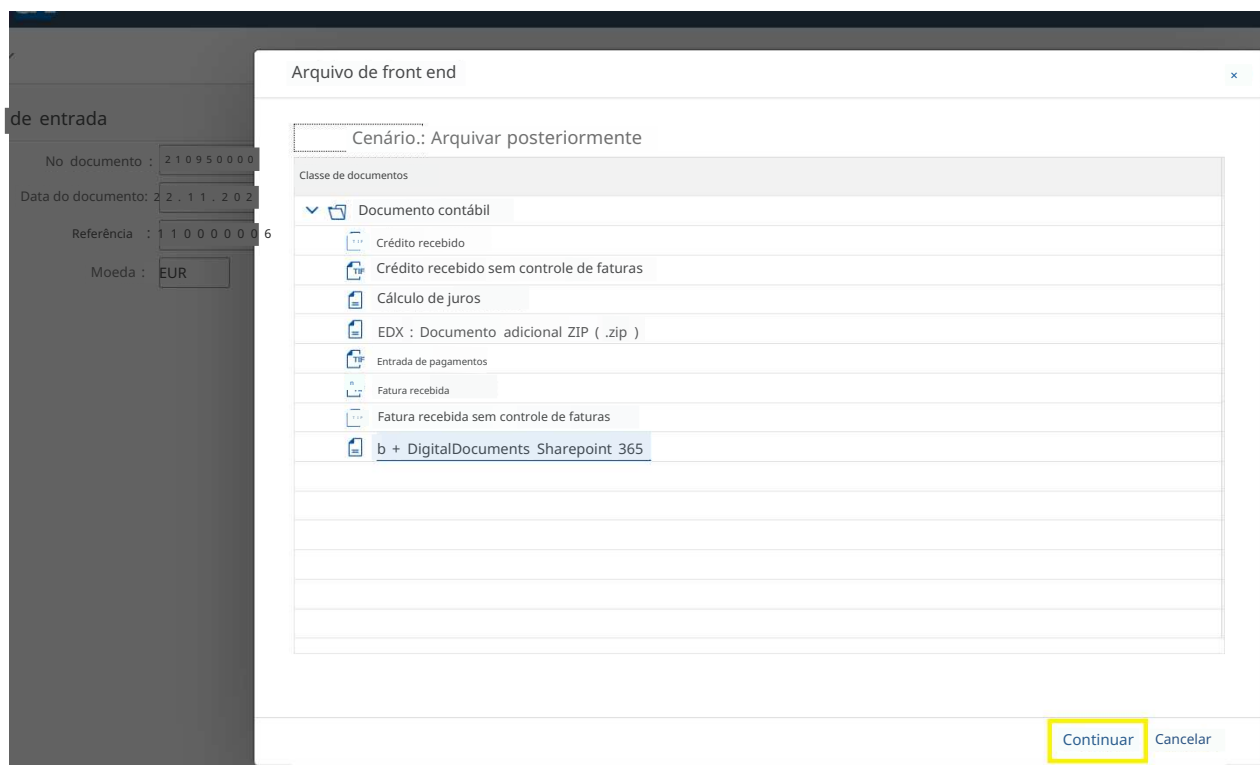 Arquivo de front end
×
de entrada
No documento : 210950000
Data do documento: 22.11.202
Referência : 1100000006
Moeda : EUR
Cenário.: Arquivar posteriormente
Classe de documentos
Documento contábil
Crédito recebido
TIF Crédito recebido sem controle de faturas
Cálculo de juros
EDX : Documento adicional ZIP ( .zip )
TIF Entrada de pagamentos
Fatura recebida
Fatura recebida sem controle de faturas
b + DigitalDocuments Sharepoint 365
Continuar Cancelar